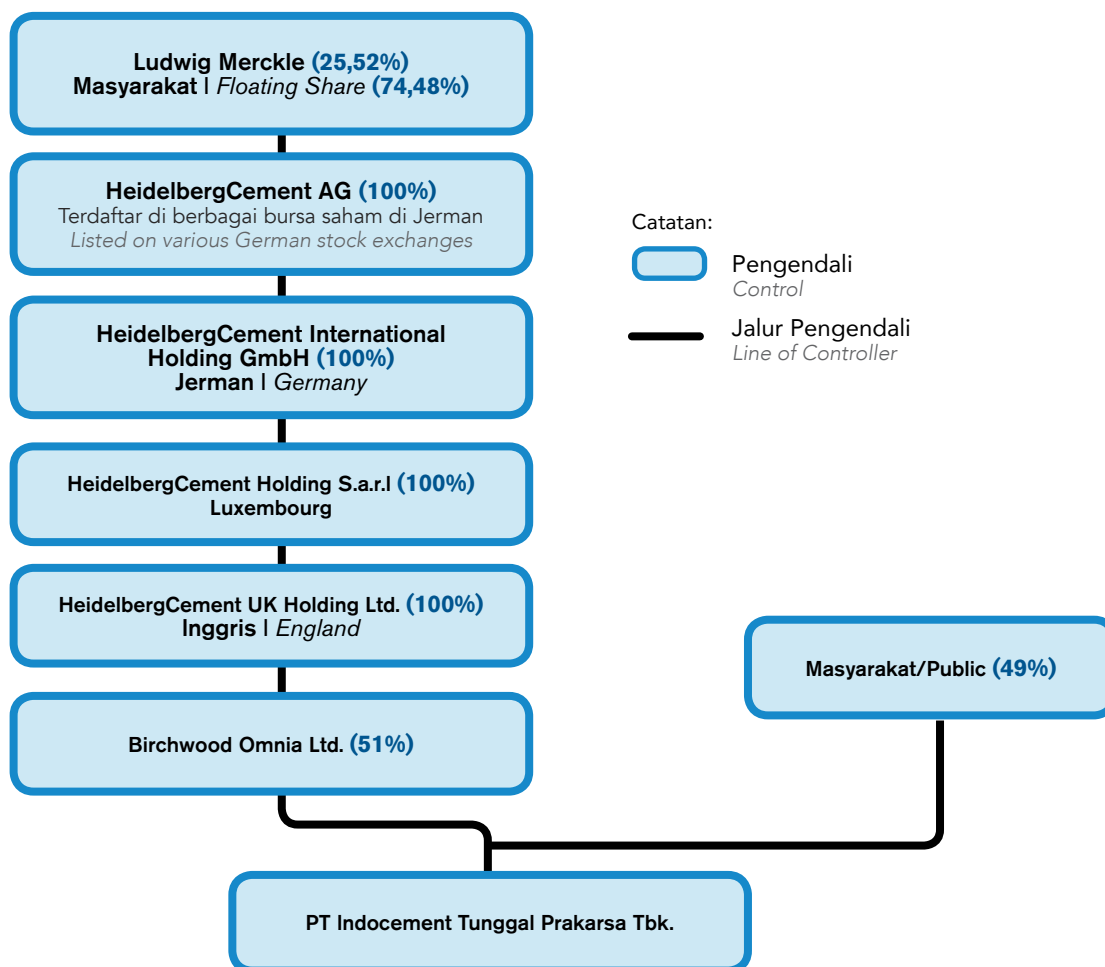 Ludwig Merckle (25,52%)
Masyarakat | Floating Share (74,48%)
HeidelbergCement AG (100%)
Terdaftar di berbagai bursa saham di Jerman
Listed on various German stock exchanges
HeidelbergCement International
Holding GmbH (100%)
Jerman | Germany
HeidelbergCement Holding S.a.r.l (100%)
Luxembourg
HeidelbergCement UK Holding Ltd. (100%)
Inggris | England
Birchwood Omnia Ltd. (51%)
Catatan:
Pengendali
Control
Jalur Pengendali
Line of Controller
Masyarakat/Public (49%)
PT Indocement Tunggal Prakarsa Tbk.